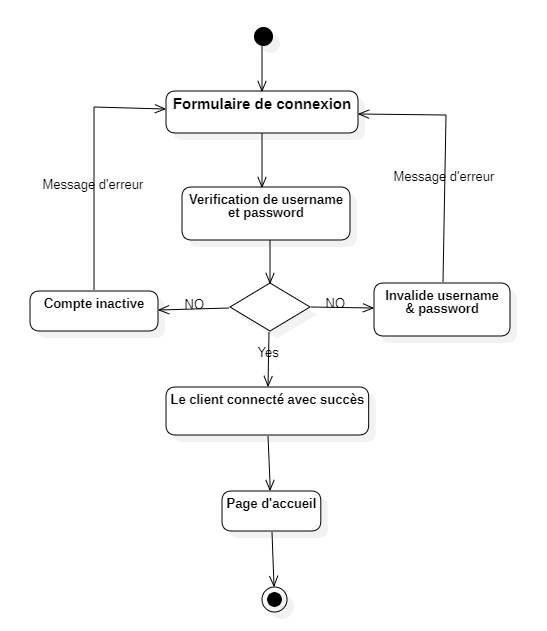 Formulaire de connexion
Message d'erreur
Message d'erreur
Verification de username
et password
Compte inactive
NO
NO
Invalide username
& password
Yes
Le client connecté avec succès
Page d'accueil